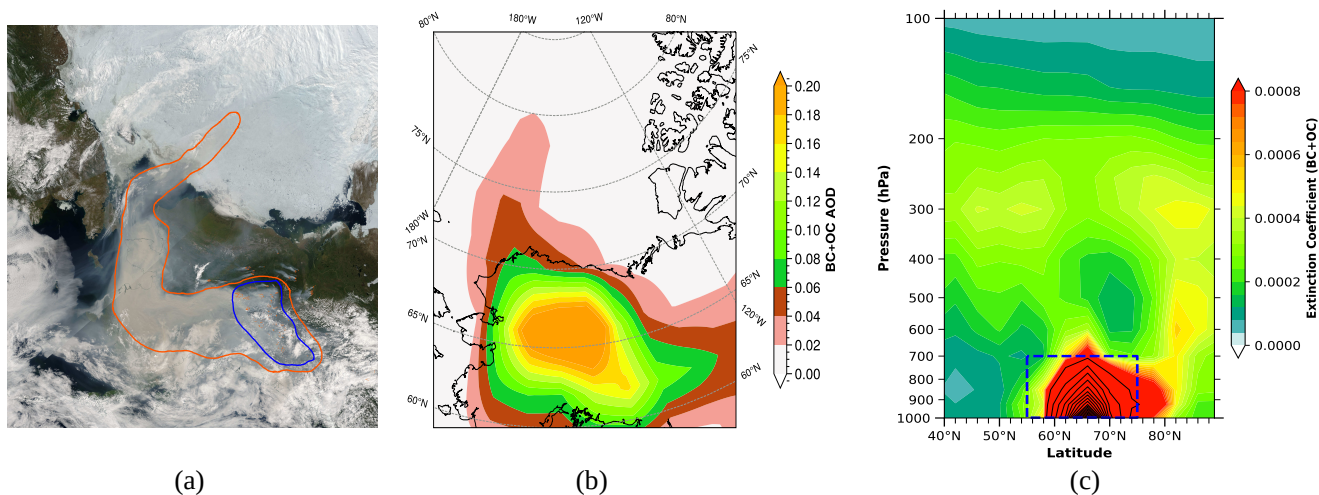 80°N 180°W 120°W 80°N
75°N
75°N
70°N
180°W
70°N
65°N
65°N
120°W
60°N
60°N
0.20
0.18
0.16
0.14
0.12
0.10
0.08
0.06
0.04
0.02
0.00
BC+OC AOD
100
200
300
400
500
600
700
800
900
1000
Pressure (hPa)
40°N 50°N 60°N 70°N 80°N
Latitude
0.0008
0.0006
0.0004
0.0002
0.0000
Extinction Coefficient (BC+OC)
(a) (b) (c)